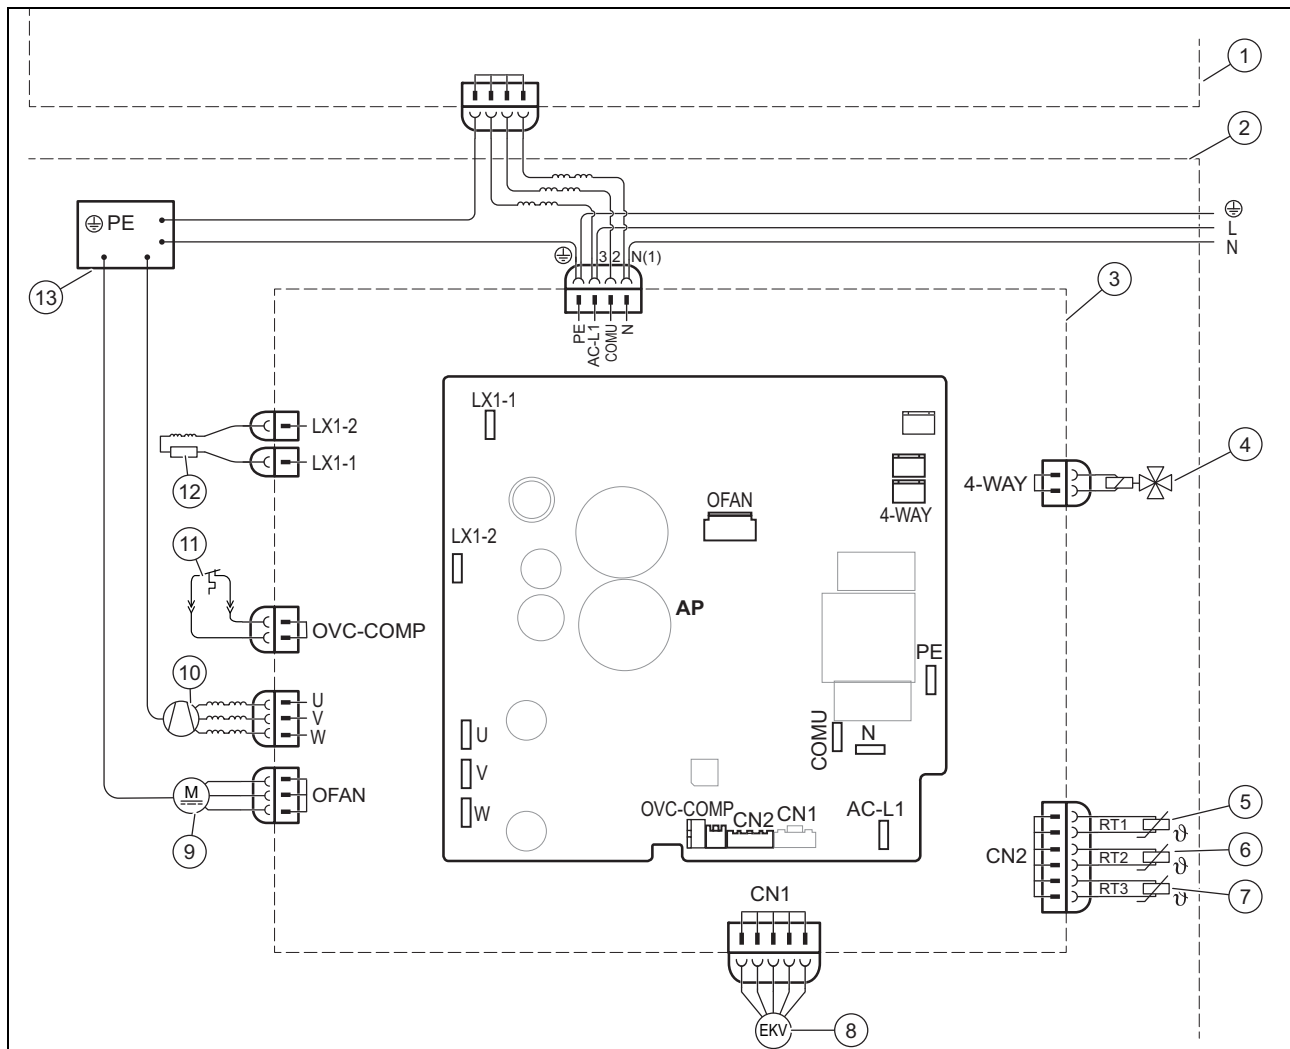 1
2
PE
L
N
3 2 N(1)
13
3
PE
AC-L1
COMU
N
LX1-1
LX1-2
LX1-1
12
4-WAY
4
OFAN
4-WAY
LX1-2
11
AP
OVC-COMP
PE
10
U
V
W
COMU
N
U
V
W
M
OFAN
OVC-COMP
CN2
CN1
AC-L1
9
CN2
RT1
ϑ
5
RT2
ϑ
6
RT3
ϑ
7
CN1
EKV
8